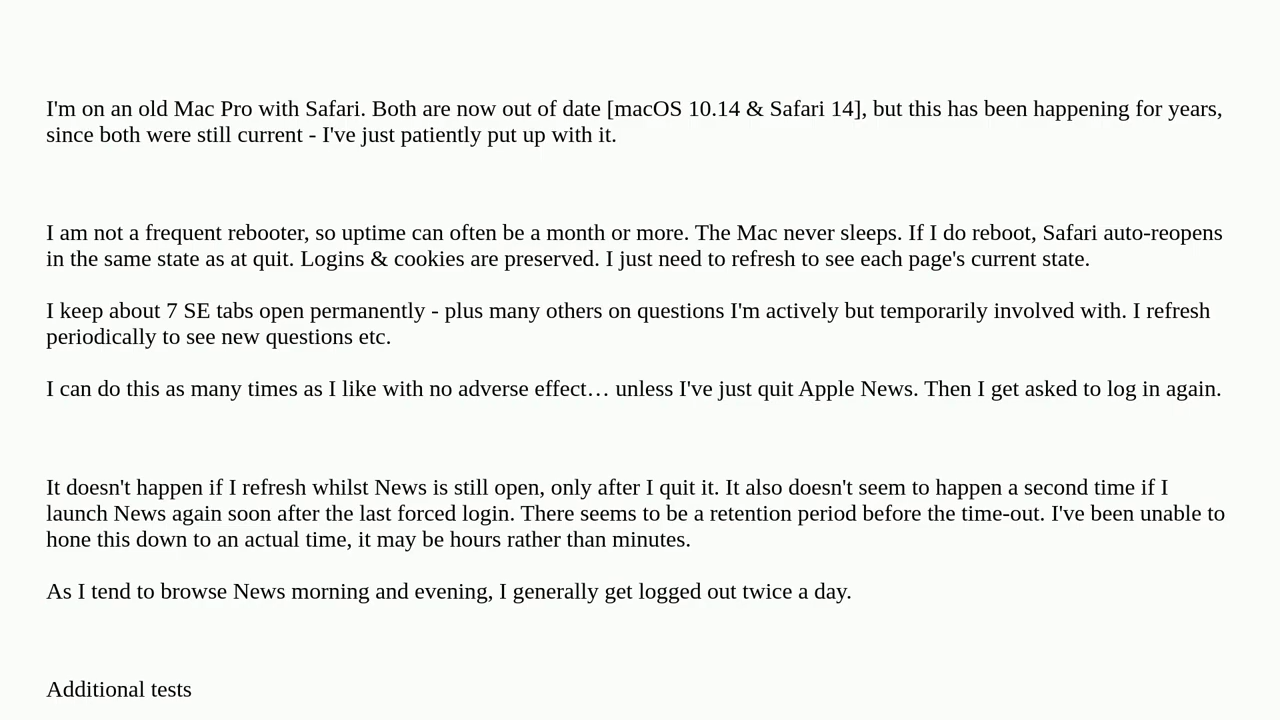 I'm on an old Mac Pro with Safari. Both are now out of date [macOS 10.14 & Safari 14], but this has been happening for years,
since both were still current - I've just patiently put up with it.
I am not a frequent rebooter, so uptime can often be a month or more. The Mac never sleeps. If I do reboot, Safari auto-reopens
in the same state as at quit. Logins & cookies are preserved. I just need to refresh to see each page's current state.
I keep about 7 SE tabs open permanently - plus many others on questions I'm actively but temporarily involved with. I refresh
periodically to see new questions etc.
I can do this as many times as I like with no adverse effect… unless I've just quit Apple News. Then I get asked to log in again.
It doesn't happen if I refresh whilst News is still open, only after I quit it. It also doesn't seem to happen a second time if I
launch News again soon after the last forced login. There seems to be a retention period before the time-out. I've been unable to
hone this down to an actual time, it may be hours rather than minutes.
As I tend to browse News morning and evening, I generally get logged out twice a day.
Additional tests